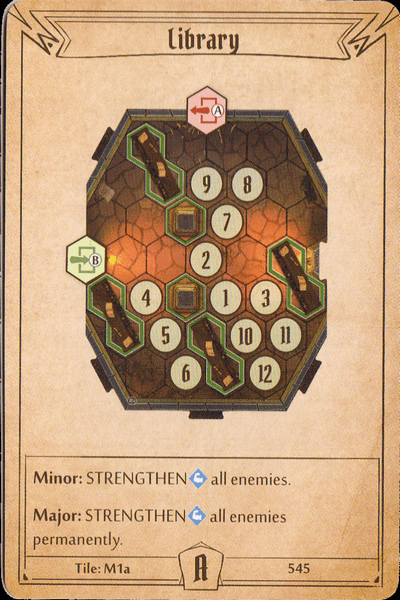 Library
A
9 8
7
B
2
4 1 3
5 10 11
6 12
Minor: STRENGTHEN all enemies.
Major: STRENGTHEN all enemies
permanently.
Tile: M1a A 545